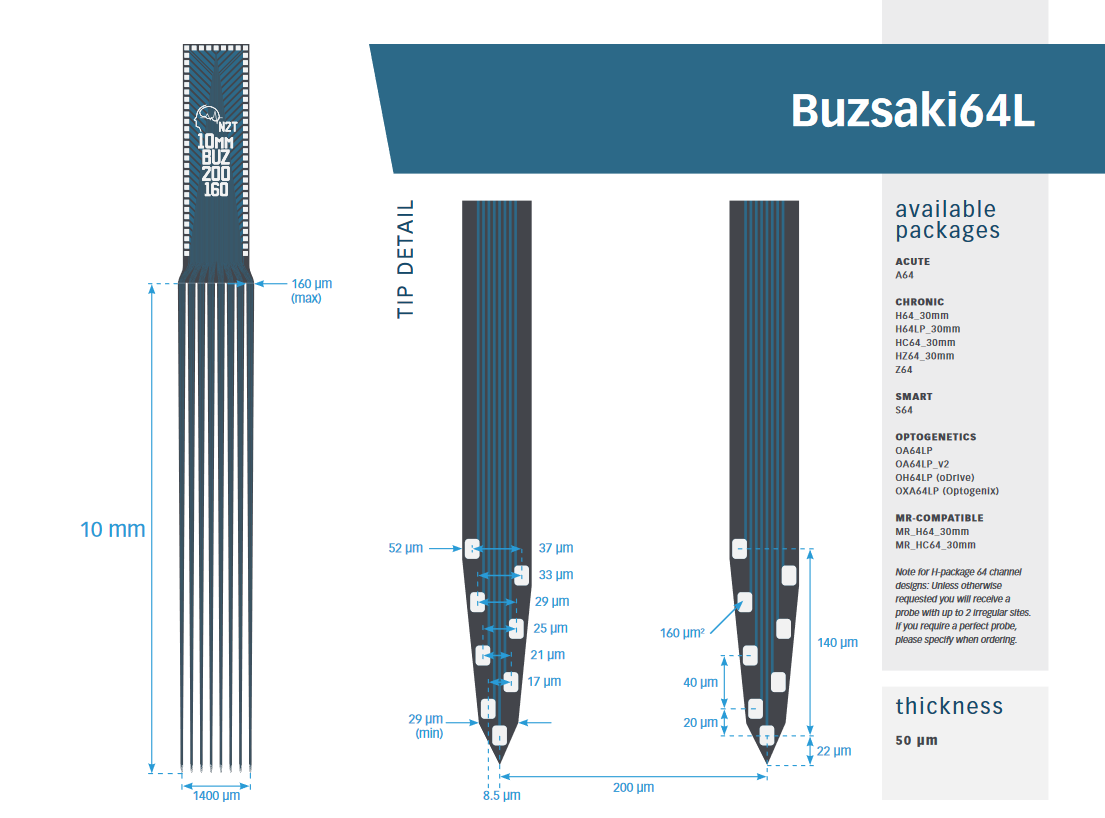 Buzsaki64L
N2T
10MM
BUZ
200
160
160 µm
(max)
10 mm
1400 µm
TIP DETAIL
52 µm
37 µm
33 µm
29 µm
25 µm
21 µm
17 µm
29 µm
(min)
8.5 µm
200 µm
160 µm²
40 µm
20 µm
140 µm
22 µm
available
packages
ACUTE
A64
CHRONIC
H64_30mm
H64LP_30mm
HC64_30mm
HZ64_30mm
Z64
SMART
S64
OPTOGENETICS
OA64LP
OA64LP_v2
OH64LP (oDrive)
OXA64LP (Optogenix)
MR-COMPATIBLE
MR_H64_30mm
MR_HC64_30mm
Note for H-package 64 channel
designs: Unless otherwise
requested you will receive a
probe with up to 2 irregular sites.
If you require a perfect probe,
please specify when ordering.
thickness
50 µm